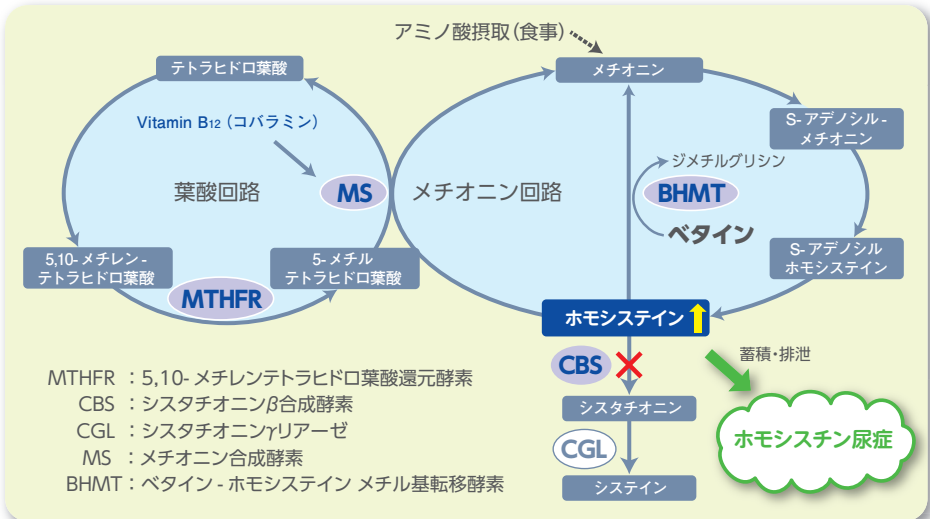 アミノ酸摂取(食事)
テトラヒドロ葉酸
メチオニン
Vitamin B12(コバラミン)
S-アデノシル-
メチオニン
ジメチルグリシン
葉酸回路
MS
メチオニン回路
BHMT
ベタイン
5,10-メチレン-
テトラヒドロ葉酸
5-メチル
テトラヒドロ葉酸
S-アデノシル
ホモシステイン
MTHFR
ホモシステイン
蓄積・排泄
CBS
シスタチオニン
CGL
システイン
ホモシスチン尿症
MTHFR:5,10-メチレンテトラヒドロ葉酸還元酵素
CBS:シスタチオニンβ合成酵素
CGL:シスタチオニンγリアーゼ
MS:メチオニン合成酵素
BHMT:ベタイン-ホモシステイン メチル基転移酵素